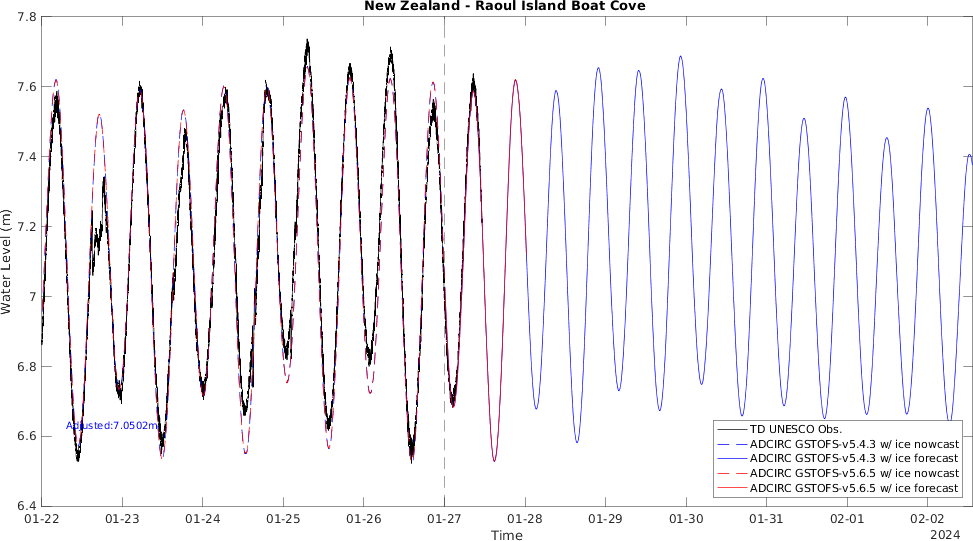 New Zealand - Raoul Island Boat Cove
7.8
7.6
7.4
7.2
7
6.8
6.6
6.4
Water Level (m)
Adjusted:7.0502m
TD UNESCO Obs.
ADCIRC GSTOFS-v5.4.3 w/ ice nowcast
ADCIRC GSTOFS-v5.4.3 w/ ice forecast
ADCIRC GSTOFS-v5.6.5 w/ ice nowcast
ADCIRC GSTOFS-v5.6.5 w/ ice forecast
01-22 01-23 01-24 01-25 01-26 01-27 01-28 01-29 01-30 01-31 02-01 02-02
Time
2024